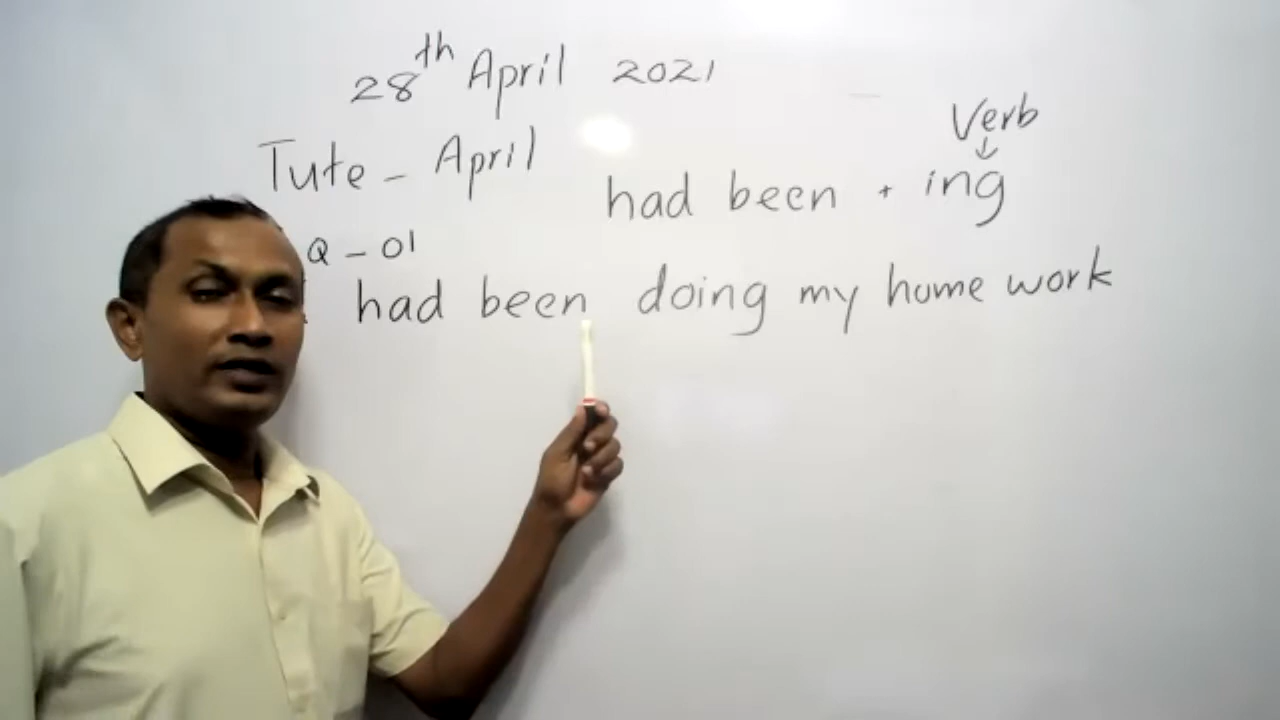 28th April 2021
Tute - April
Verb
↓
had been + ing
Q - 01
had been doing my home work